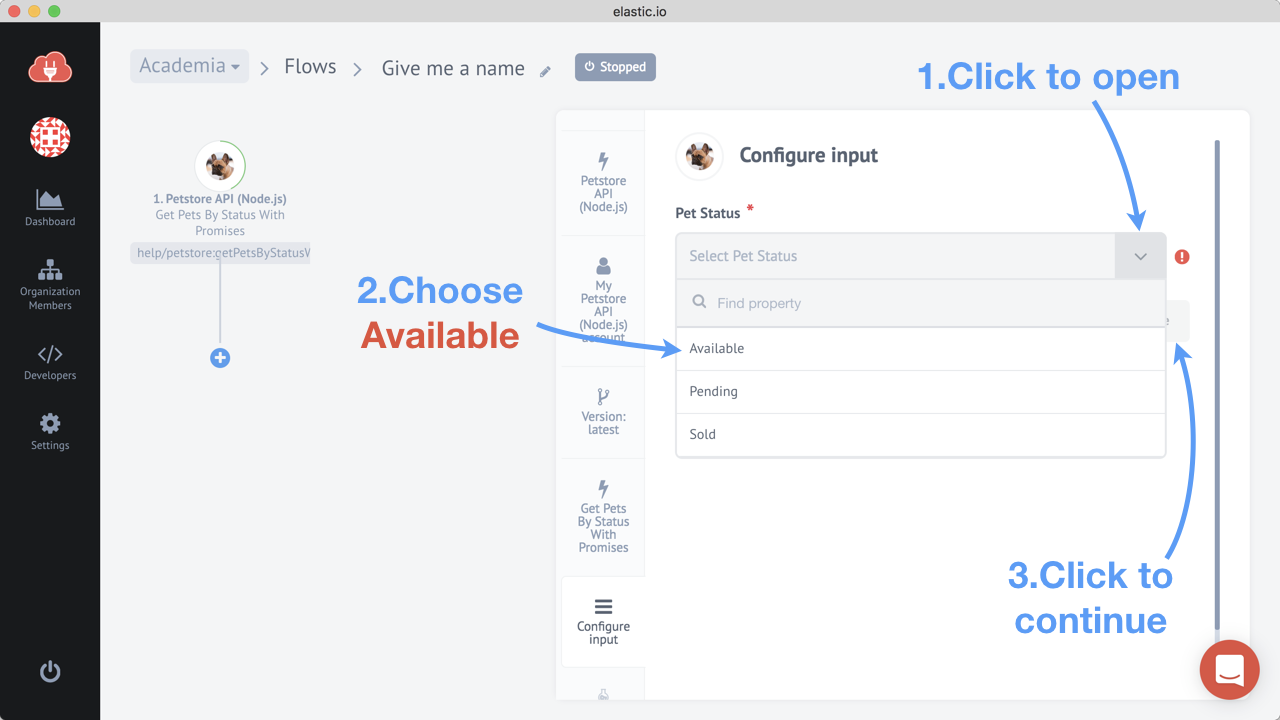 elastic.io
Academia
Flows
Give me a name
Stopped
1.Click to open
Dashboard
Organization
Members
Developers
Settings
1. Petstore API (Node.js)
Get Pets By Status With
Promises
help/petstore:getPetsByStatusW
2.Choose
Available
Petstore
API
(Node.js)
My
Petstore
API
(Node.js)
account
Version:
latest
Get Pets
By Status
With
Promises
Configure
input
Configure input
Pet Status *
Select Pet Status
Find property
Available
Pending
Sold
3.Click to
continue